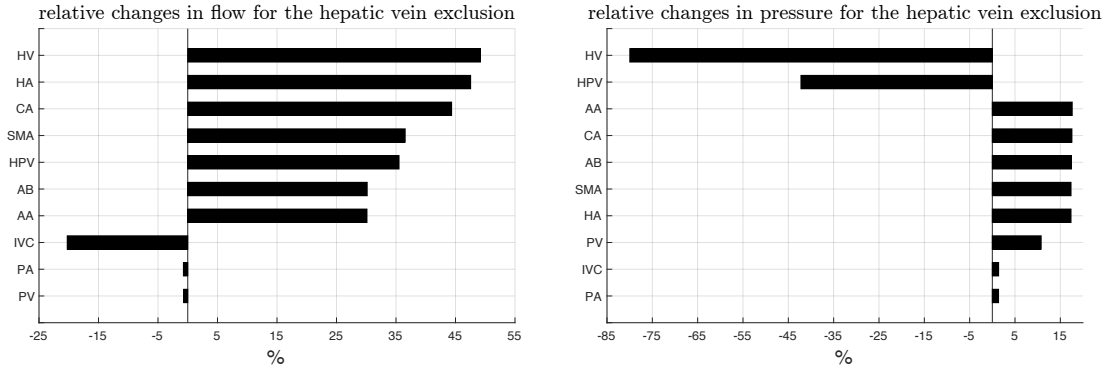 relative changes in flow for the hepatic vein exclusion
HV
HA
CA
SMA
HPV
AB
AA
IVC
PA
PV
-25 -15 -5 5 15 25 35 45 55
%
relative changes in pressure for the hepatic vein exclusion
HV
HPV
AA
CA
AB
SMA
HA
PV
IVC
PA
-85 -75 -65 -55 -45 -35 -25 -15 -5 5 15
%